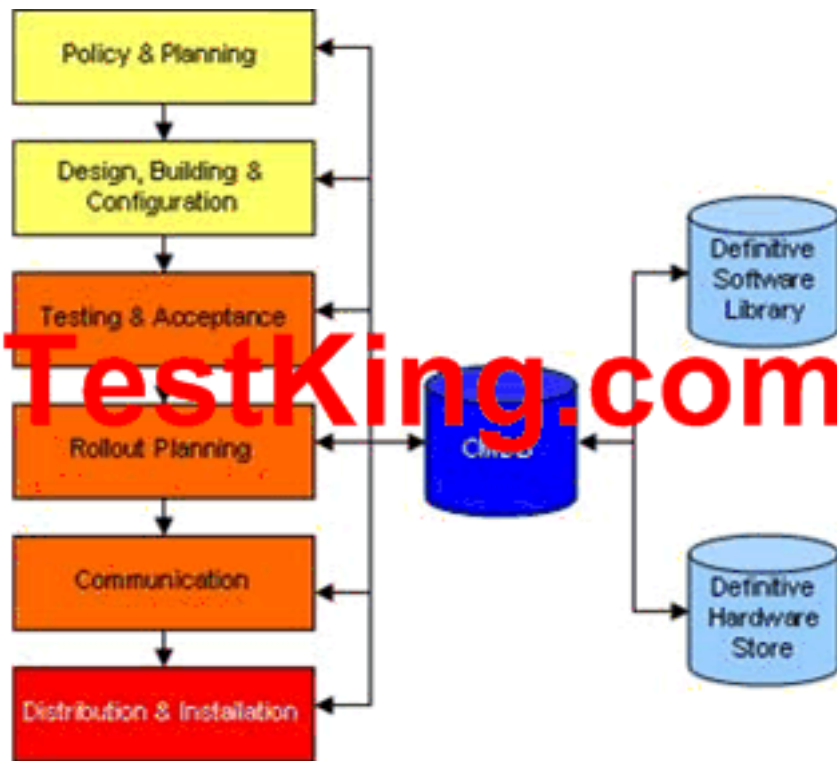 Policy & Planning
Design, Building &
Configuration
Testing & Acceptance
TestKing.com
Rollout Planning
CMDB
Communication
Distribution & Installation
Definitive
Software
Library
Definitive
Hardware
Store